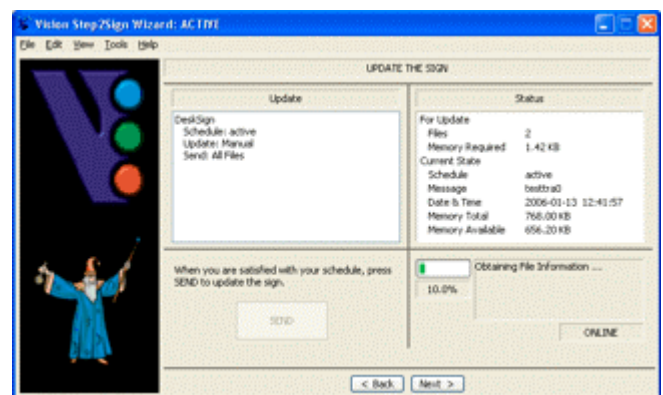 Vision Step2Sign Wizard: ACTIVE
File Edit View Tools Help
UPDATE THE SIGN
Update
DeskSign
Schedule: active
Update: Manual
Send: All Files
Status
For Update
Files 2
Memory Required 1.42 KB
Current State
Schedule active
Message testtra0
Date & Time 2006-01-13 12:41:57
Memory Total 768.00 KB
Memory Available 656.20 KB
When you are satisfied with your schedule, press
SEND to update the sign.
SEND
Obtaining File Information ...
10.0%
ONLINE
< Back
Next >